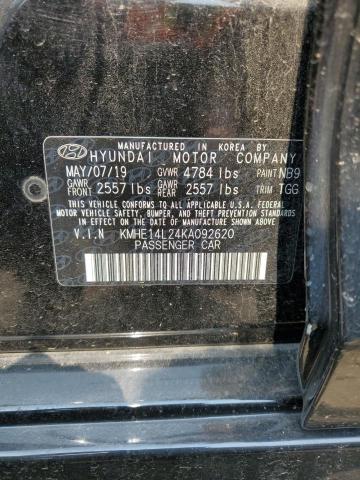 MANUFACTURED IN KOREA BY
HYUNDAI MOTOR COMPANY
MAY/07/19 GVWR 4784 lbs PAINT NB9
GAWR FRONT 2557 lbs GAWR REAR 2557 lbs TRIM TGG
THIS VEHICLE CONFORMS TO ALL APPLICABLE U.S.A. FEDERAL
MOTOR VEHICLE SAFETY, BUMPER, AND THEFT PREVENTION STANDARDS
IN EFFECT ON THE DATE OF MANUFACTURE SHOWN ABOVE.
V.I.N KMHE14L24KA092620
PASSENGER CAR